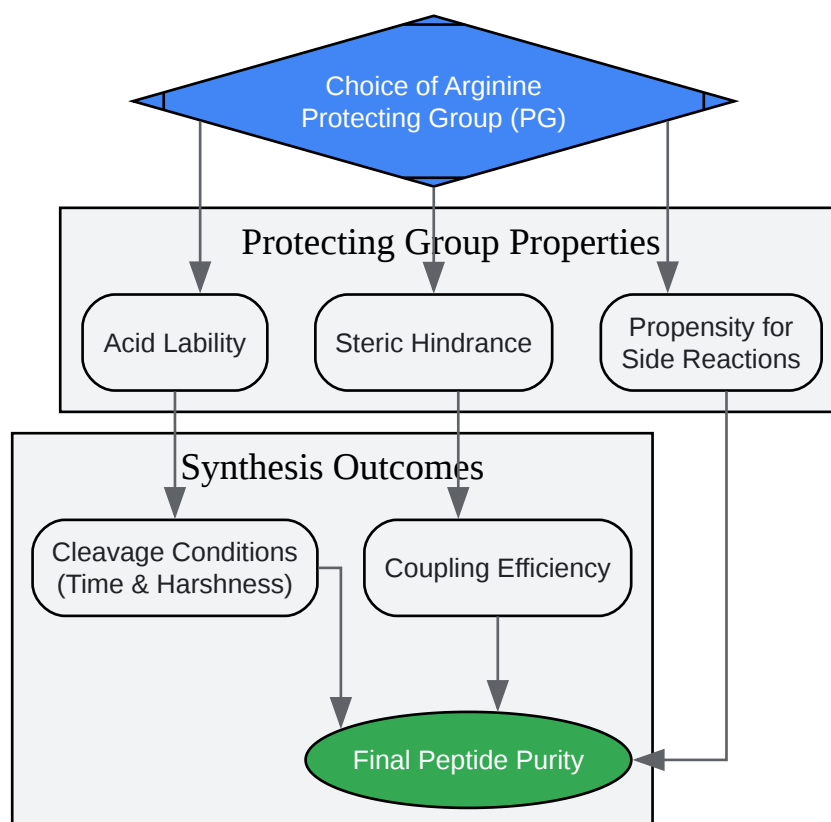 Choice of Arginine
Protecting Group (PG)
Protecting Group Properties
Acid Lability
Steric Hindrance
Propensity for
Side Reactions
Synthesis Outcomes
Cleavage Conditions
(Time & Harshness)
Coupling Efficiency
Final Peptide Purity